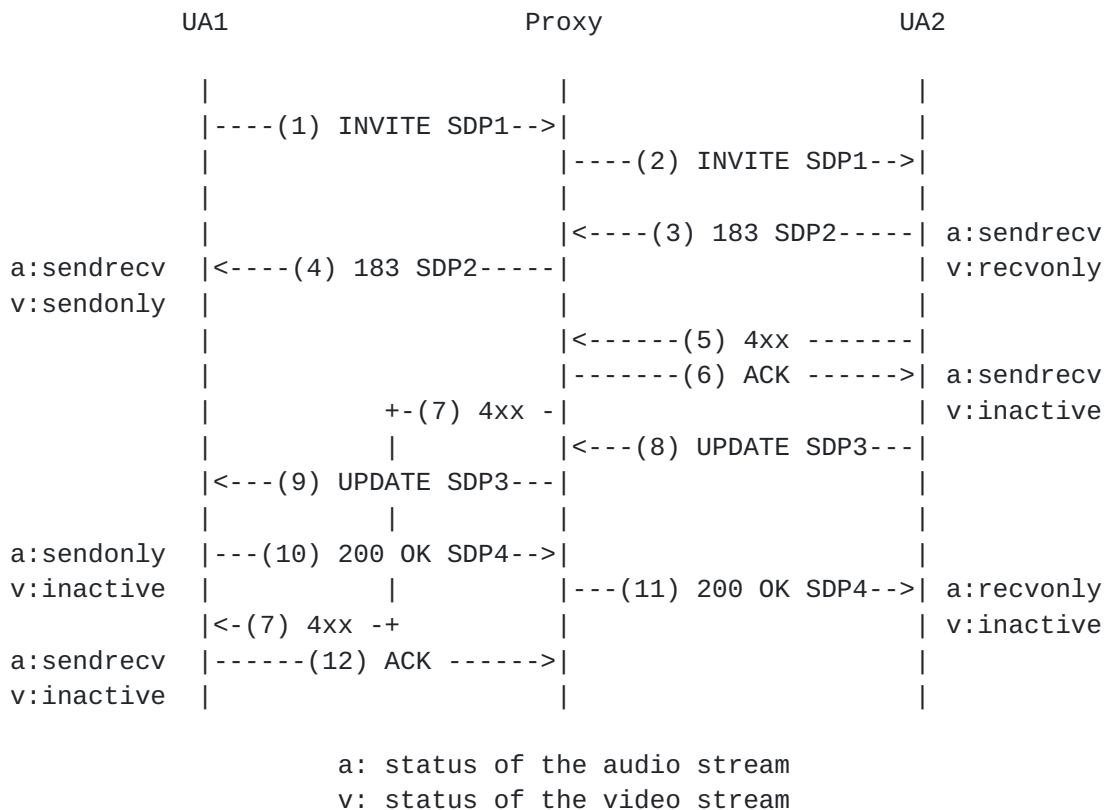 UA1                  Proxy                  UA2

             |                      |                      |
             |----(1) INVITE SDP1-->|                      |
             |                      |----(2) INVITE SDP1-->|
             |                      |                      |
             |                      |<----(3) 183 SDP2-----| a:sendrecv
 a:sendrecv  |<----(4) 183 SDP2-----|                      | v:recvonly
 v:sendonly  |                      |                      |
             |                      |<------(5) 4xx -------|
             |                      |-------(6) ACK ------>| a:sendrecv
             |           +-(7) 4xx -|                      | v:inactive
             |           |          |<---(8) UPDATE SDP3---|
             |<---(9) UPDATE SDP3---|                      |
             |           |          |                      |
 a:sendonly  |---(10) 200 OK SDP4-->|                      |
 v:inactive  |           |          |---(11) 200 OK SDP4-->| a:recvonly
             |<-(7) 4xx -+          |                      | v:inactive
 a:sendrecv  |------(12) ACK ------>|                      |
 v:inactive  |                      |                      |

                     a: status of the audio stream
                     v: status of the video stream